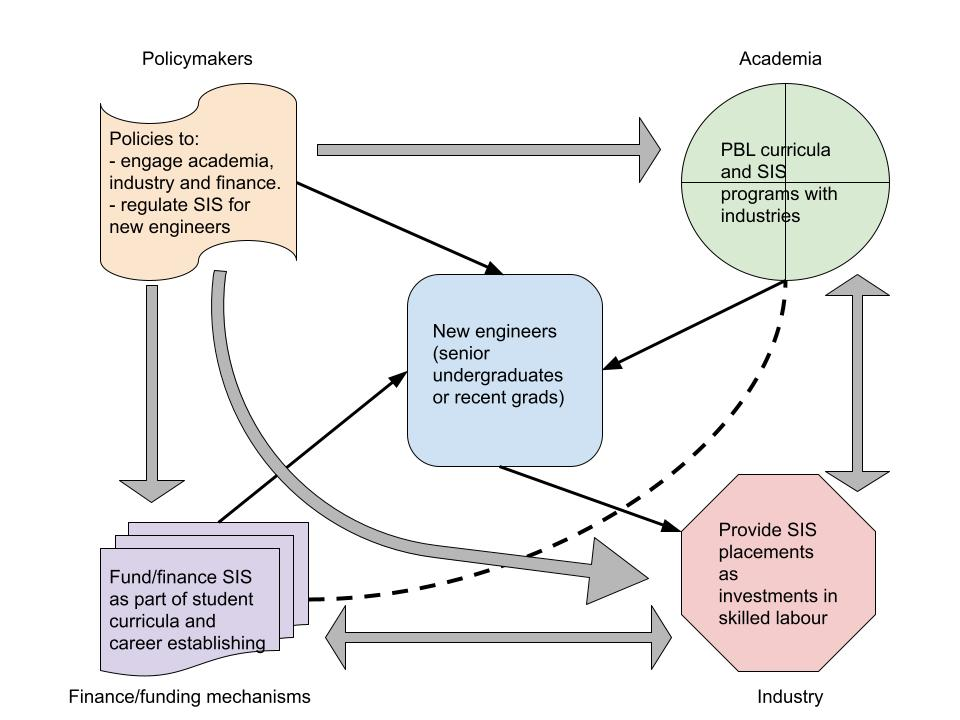 Policymakers
Academia
Policies to:
- engage academia,
industry and finance.
- regulate SIS for
new engineers
PBL curricula
and SIS
programs with
industries
New engineers
(senior
undergraduates
or recent grads)
Fund/finance SIS
as part of student
curricula and
career establishing
Provide SIS
placements
as
investments in
skilled labour
Finance/funding mechanisms
Industry